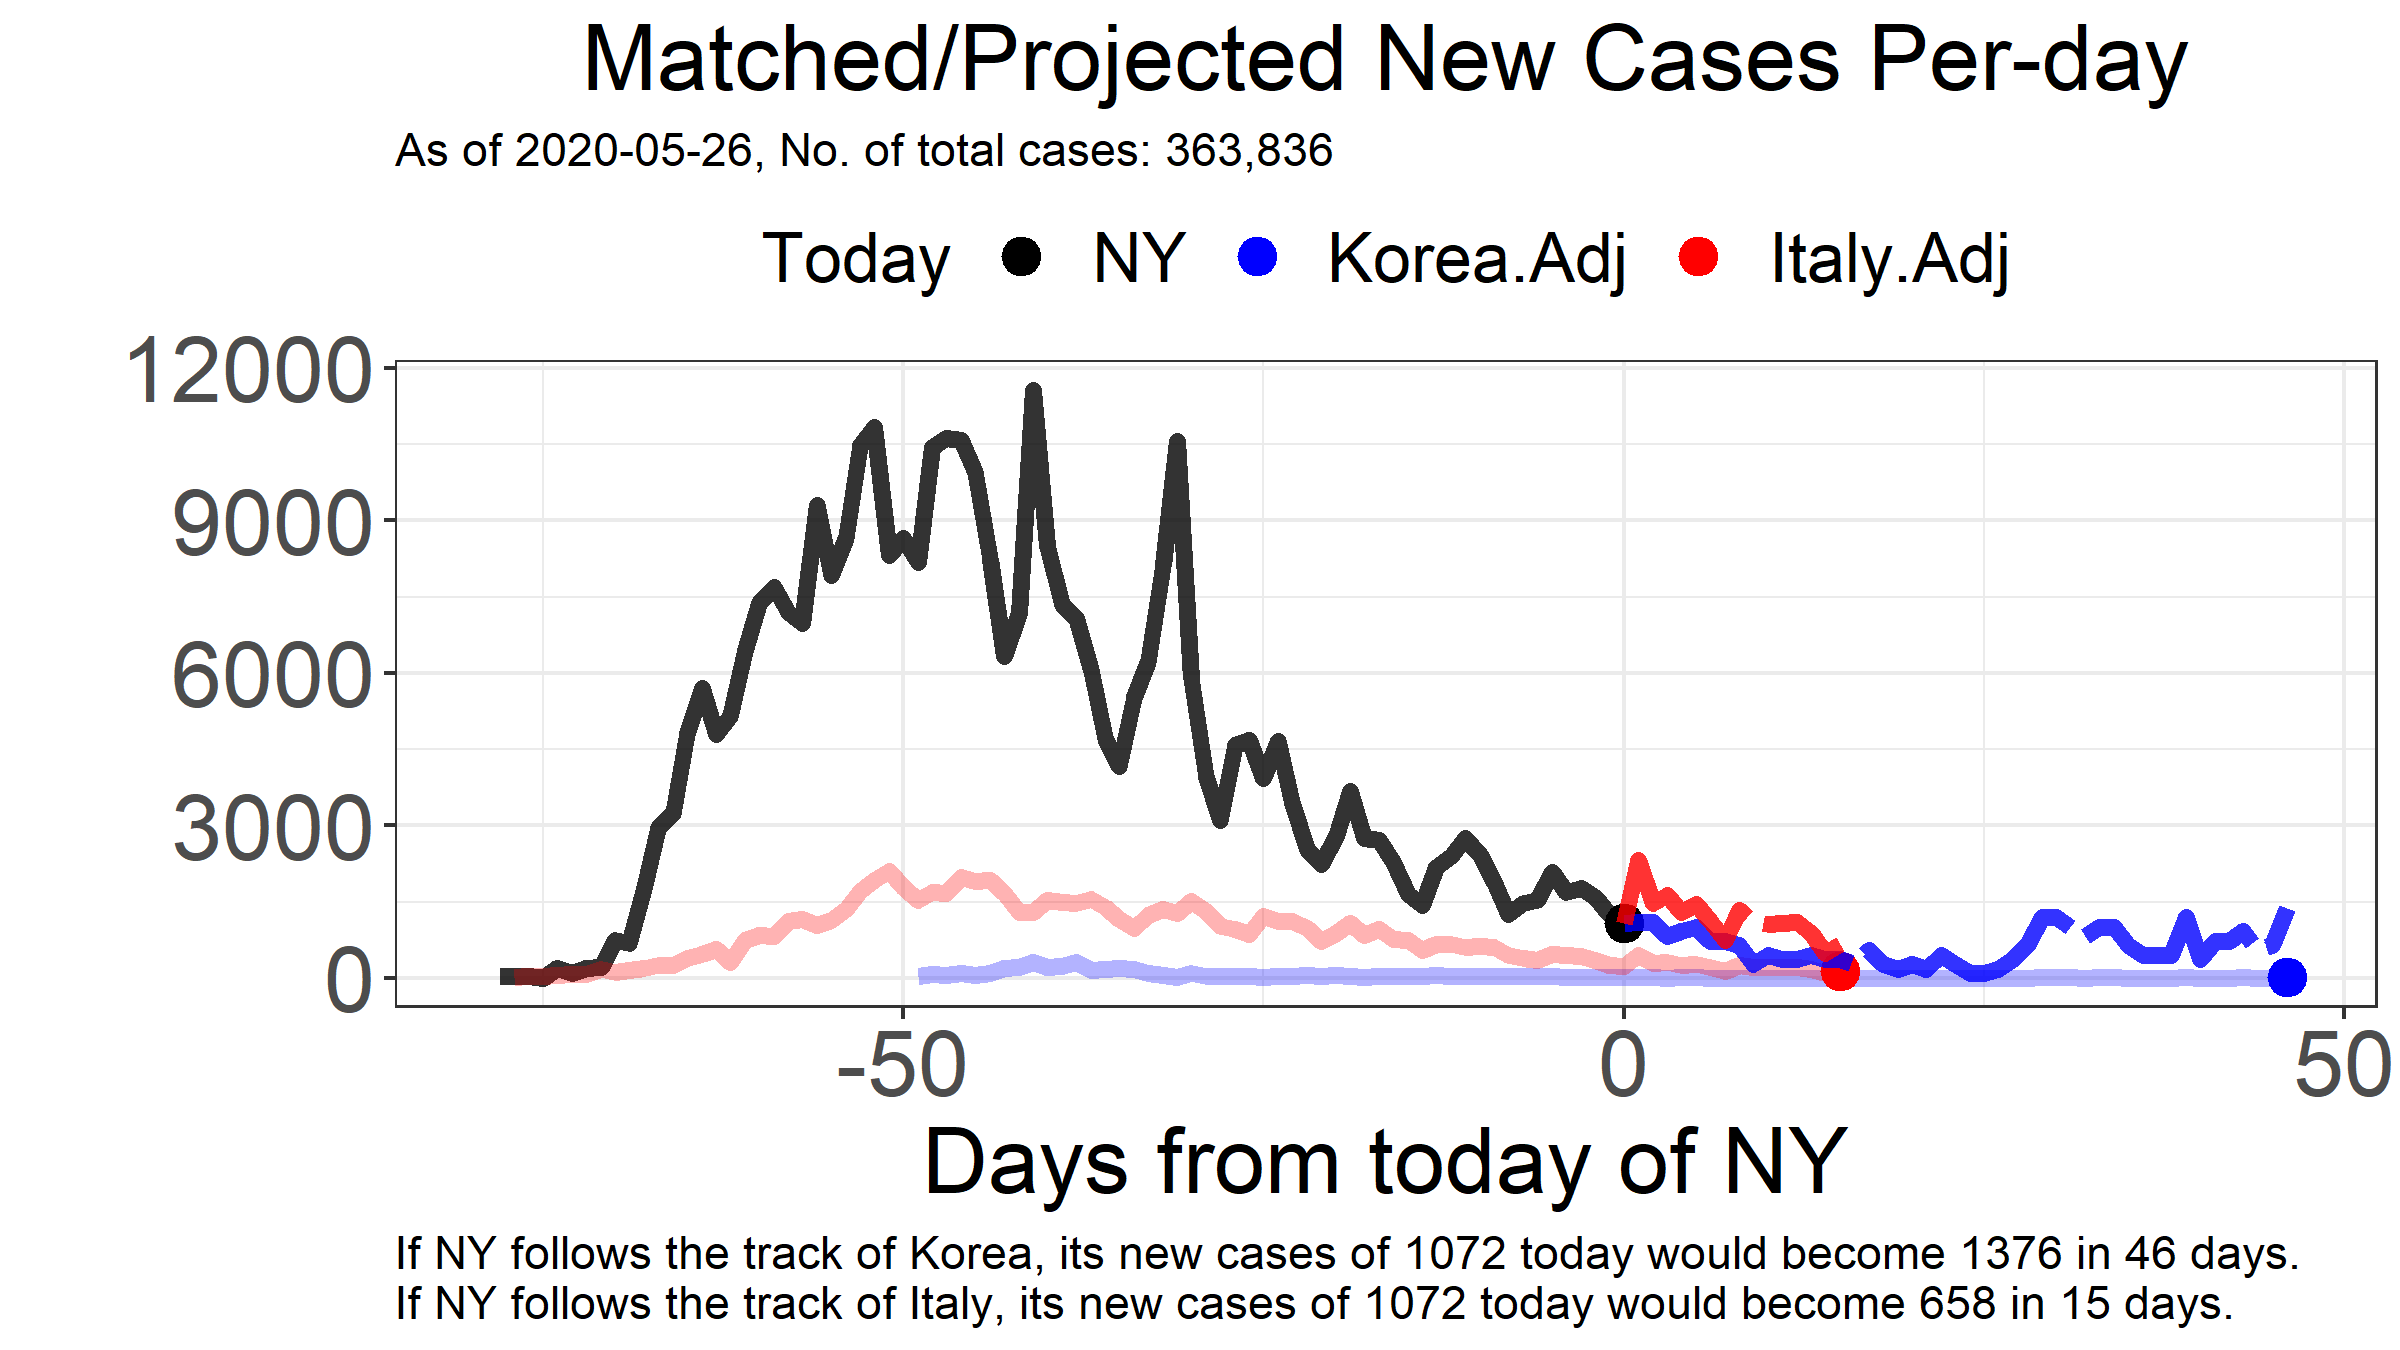 Matched/Projected New Cases Per-day
As of 2020-05-26, No. of total cases: 363,836
Today NY Korea.Adj Italy.Adj
12000
9000
6000
3000
0
-50 0 50
Days from today of NY
If NY follows the track of Korea, its new cases of 1072 today would become 1376 in 46 days.
If NY follows the track of Italy, its new cases of 1072 today would become 658 in 15 days.